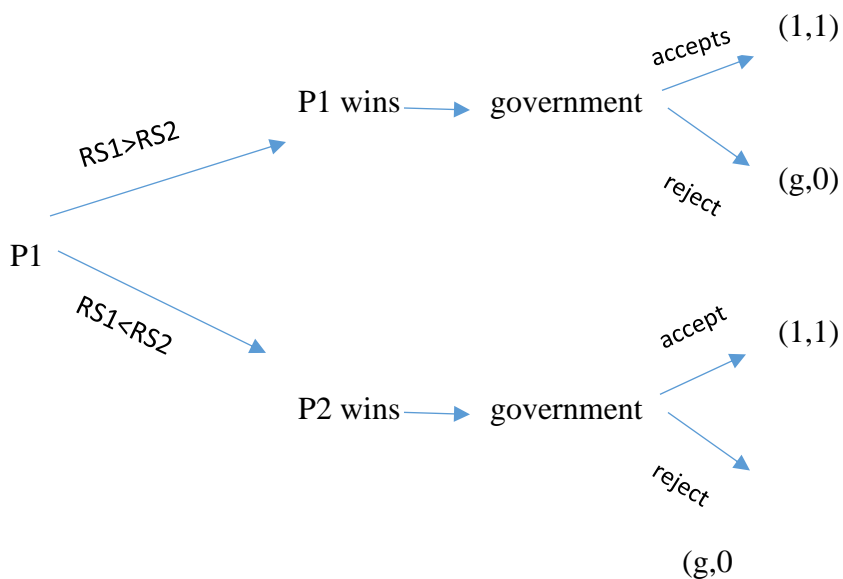 (1,1)
accepts
P1 wins government
RS1>RS2
(g,0)
reject
P1
RS1<RS2
accept
(1,1)
P2 wins government
reject
(g,0